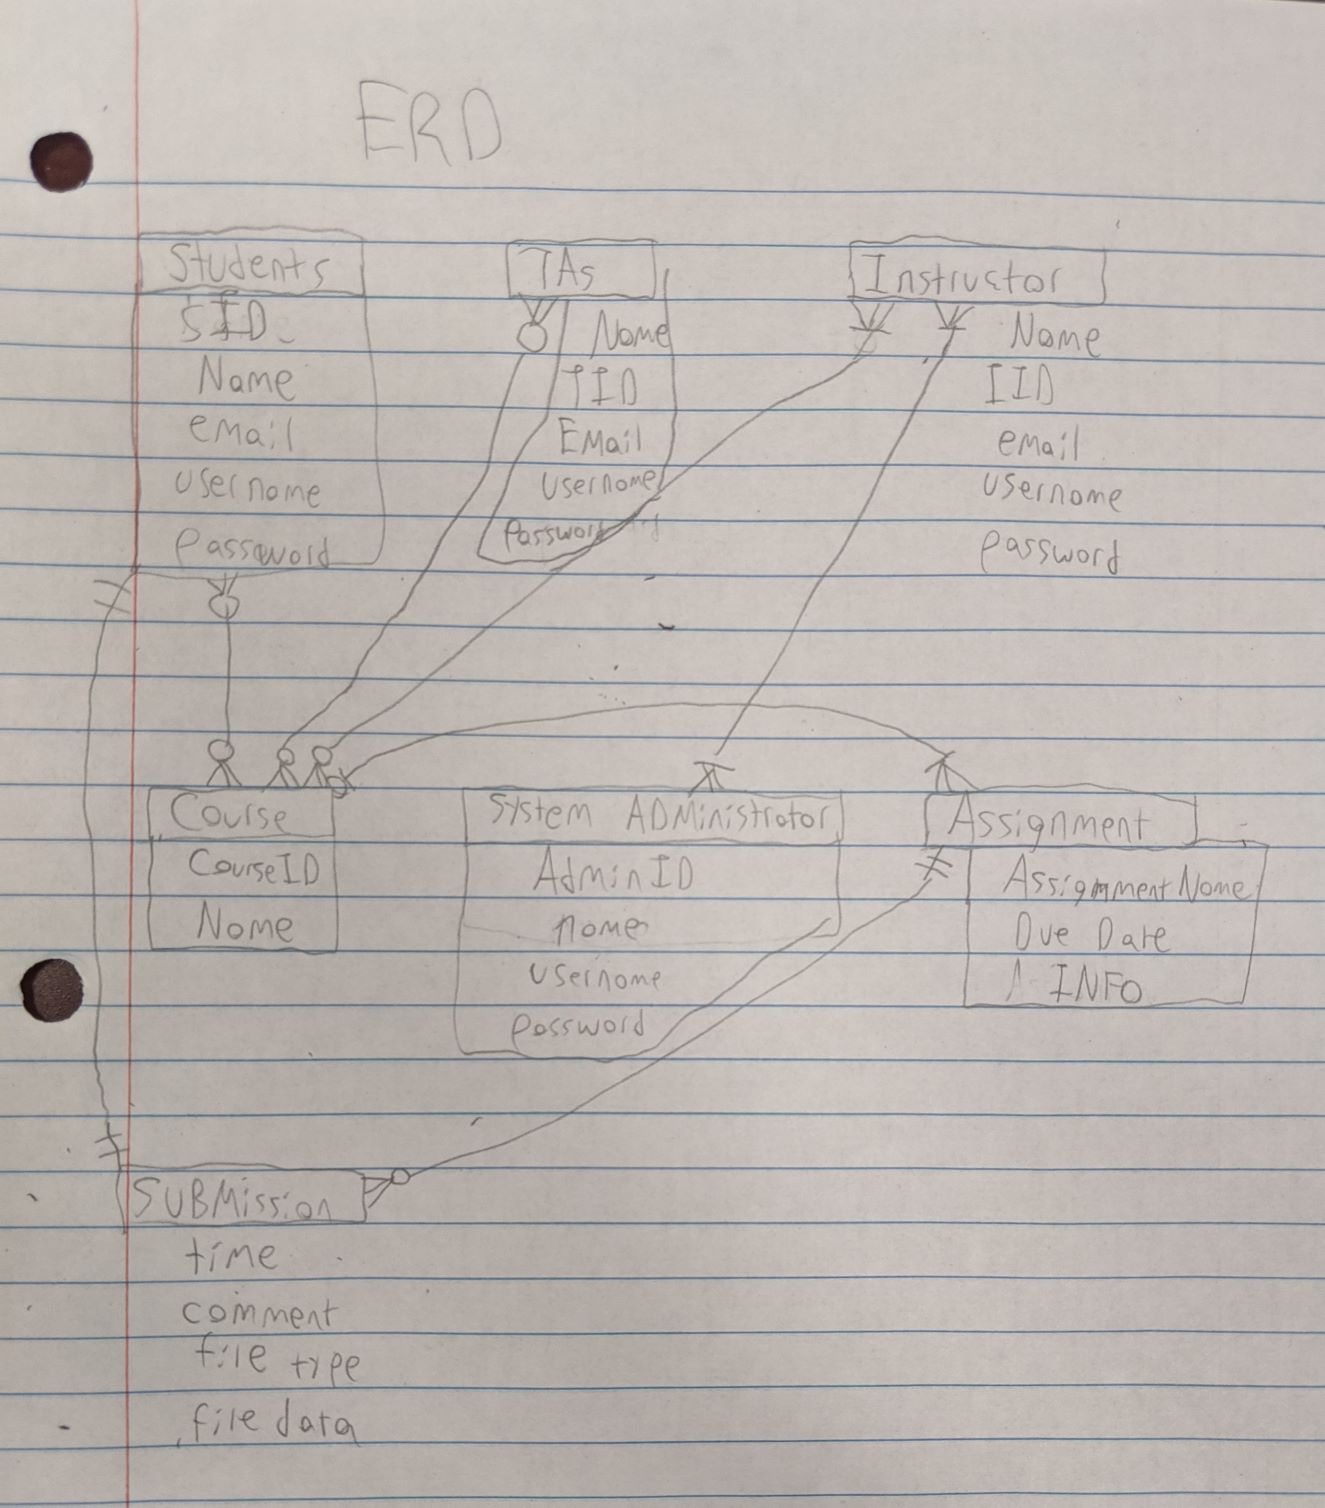 ERD
Students
SID
Name
email
username
password
TAs
Name
TID
Email
username
password
Instructor
Name
IID
email
username
password
Course
CourseID
Name
System ADMinistrator
AdminID
name
username
password
Assignment
Assignment Name
Due Date
INFO
SUBMission
time
comment
file type
file data